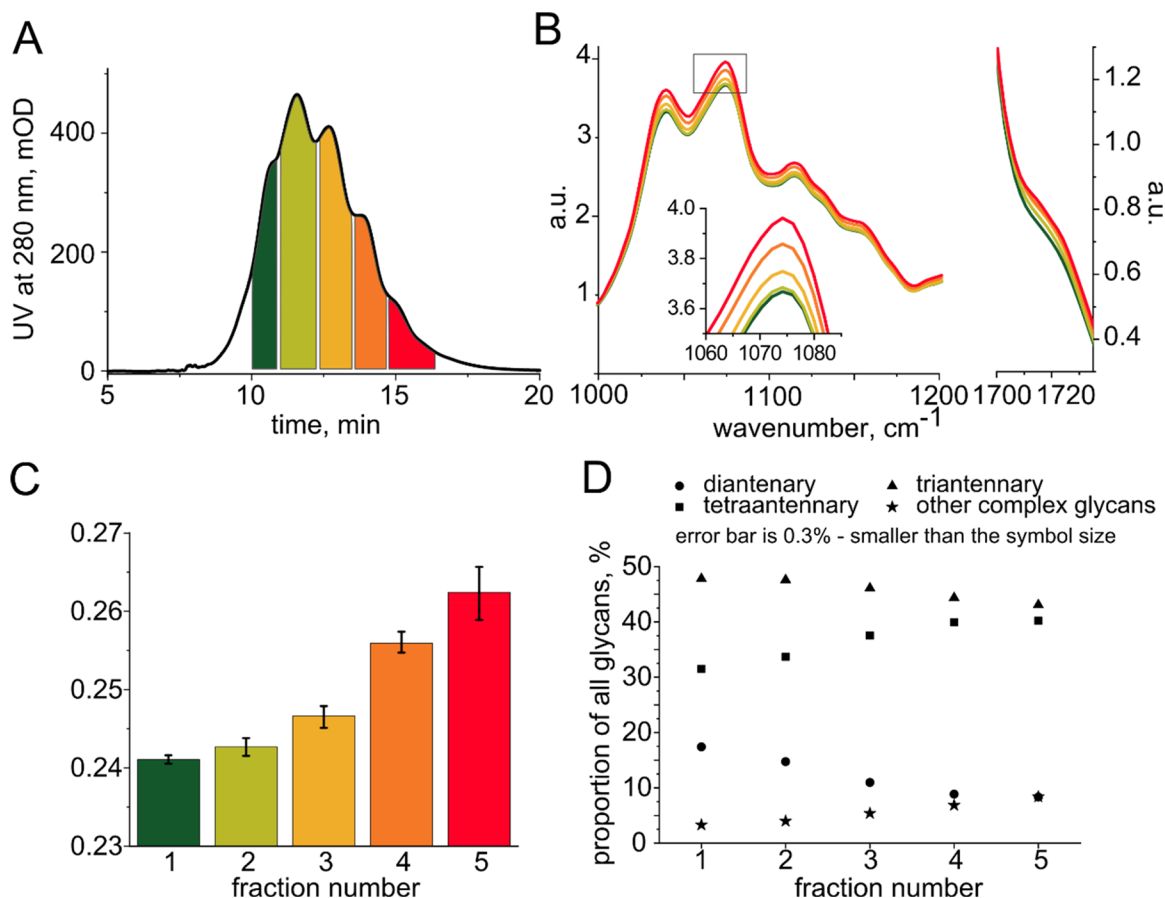 A
UV at 280 nm, mOD
400
200
0
5
10
15
20
time, min
B
a.u.
4
3
2
1
4.0
3.8
3.6
1060
1070
1080
1000
1100
1200
1700
1720
wavenumber, cm-1
1.2
1.0
0.8
0.6
0.4
a.u.
C
0.27
0.26
0.25
0.24
0.23
1
2
3
4
5
fraction number
D
diantenary
triantennary
tetraantennary
other complex glycans
error bar is 0.3% - smaller than the symbol size
proportion of all glycans, %
50
40
30
20
10
0
1
2
3
4
5
fraction number